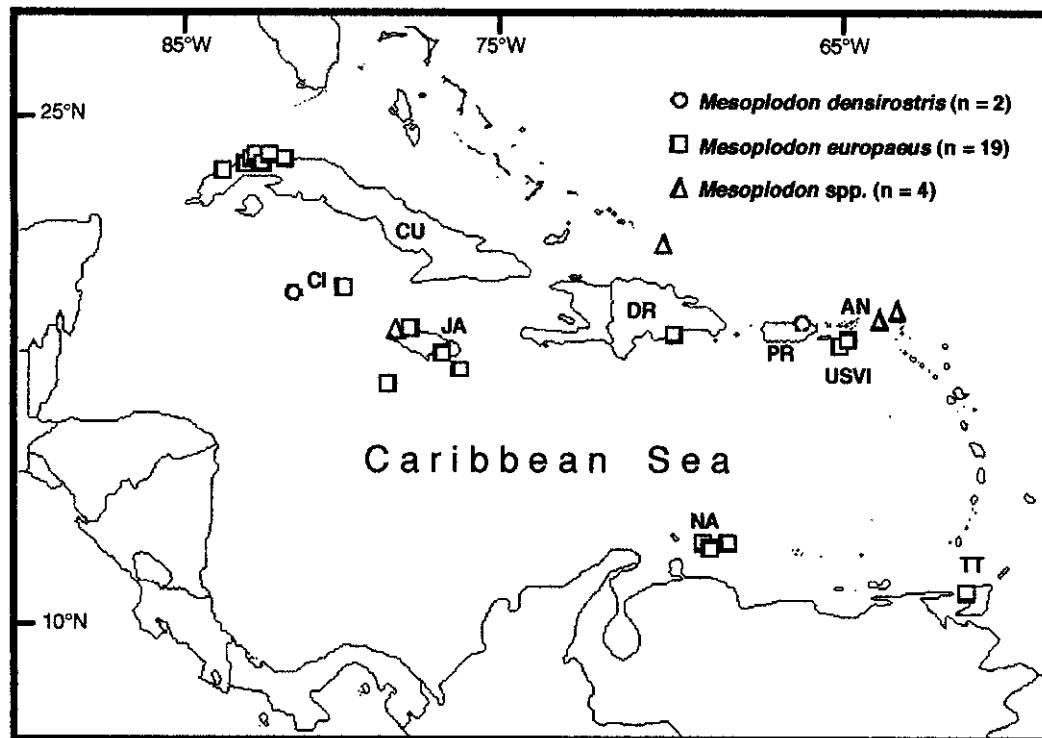 85°W 75°W 65°W
25°N
Mesoplodon densirostris (n = 2)
Mesoplodon europaeus (n = 19)
Mesoplodon spp. (n = 4)
CU
CI
JA
DR
AN
PR
USVI
Caribbean Sea
NA
TT
10°N